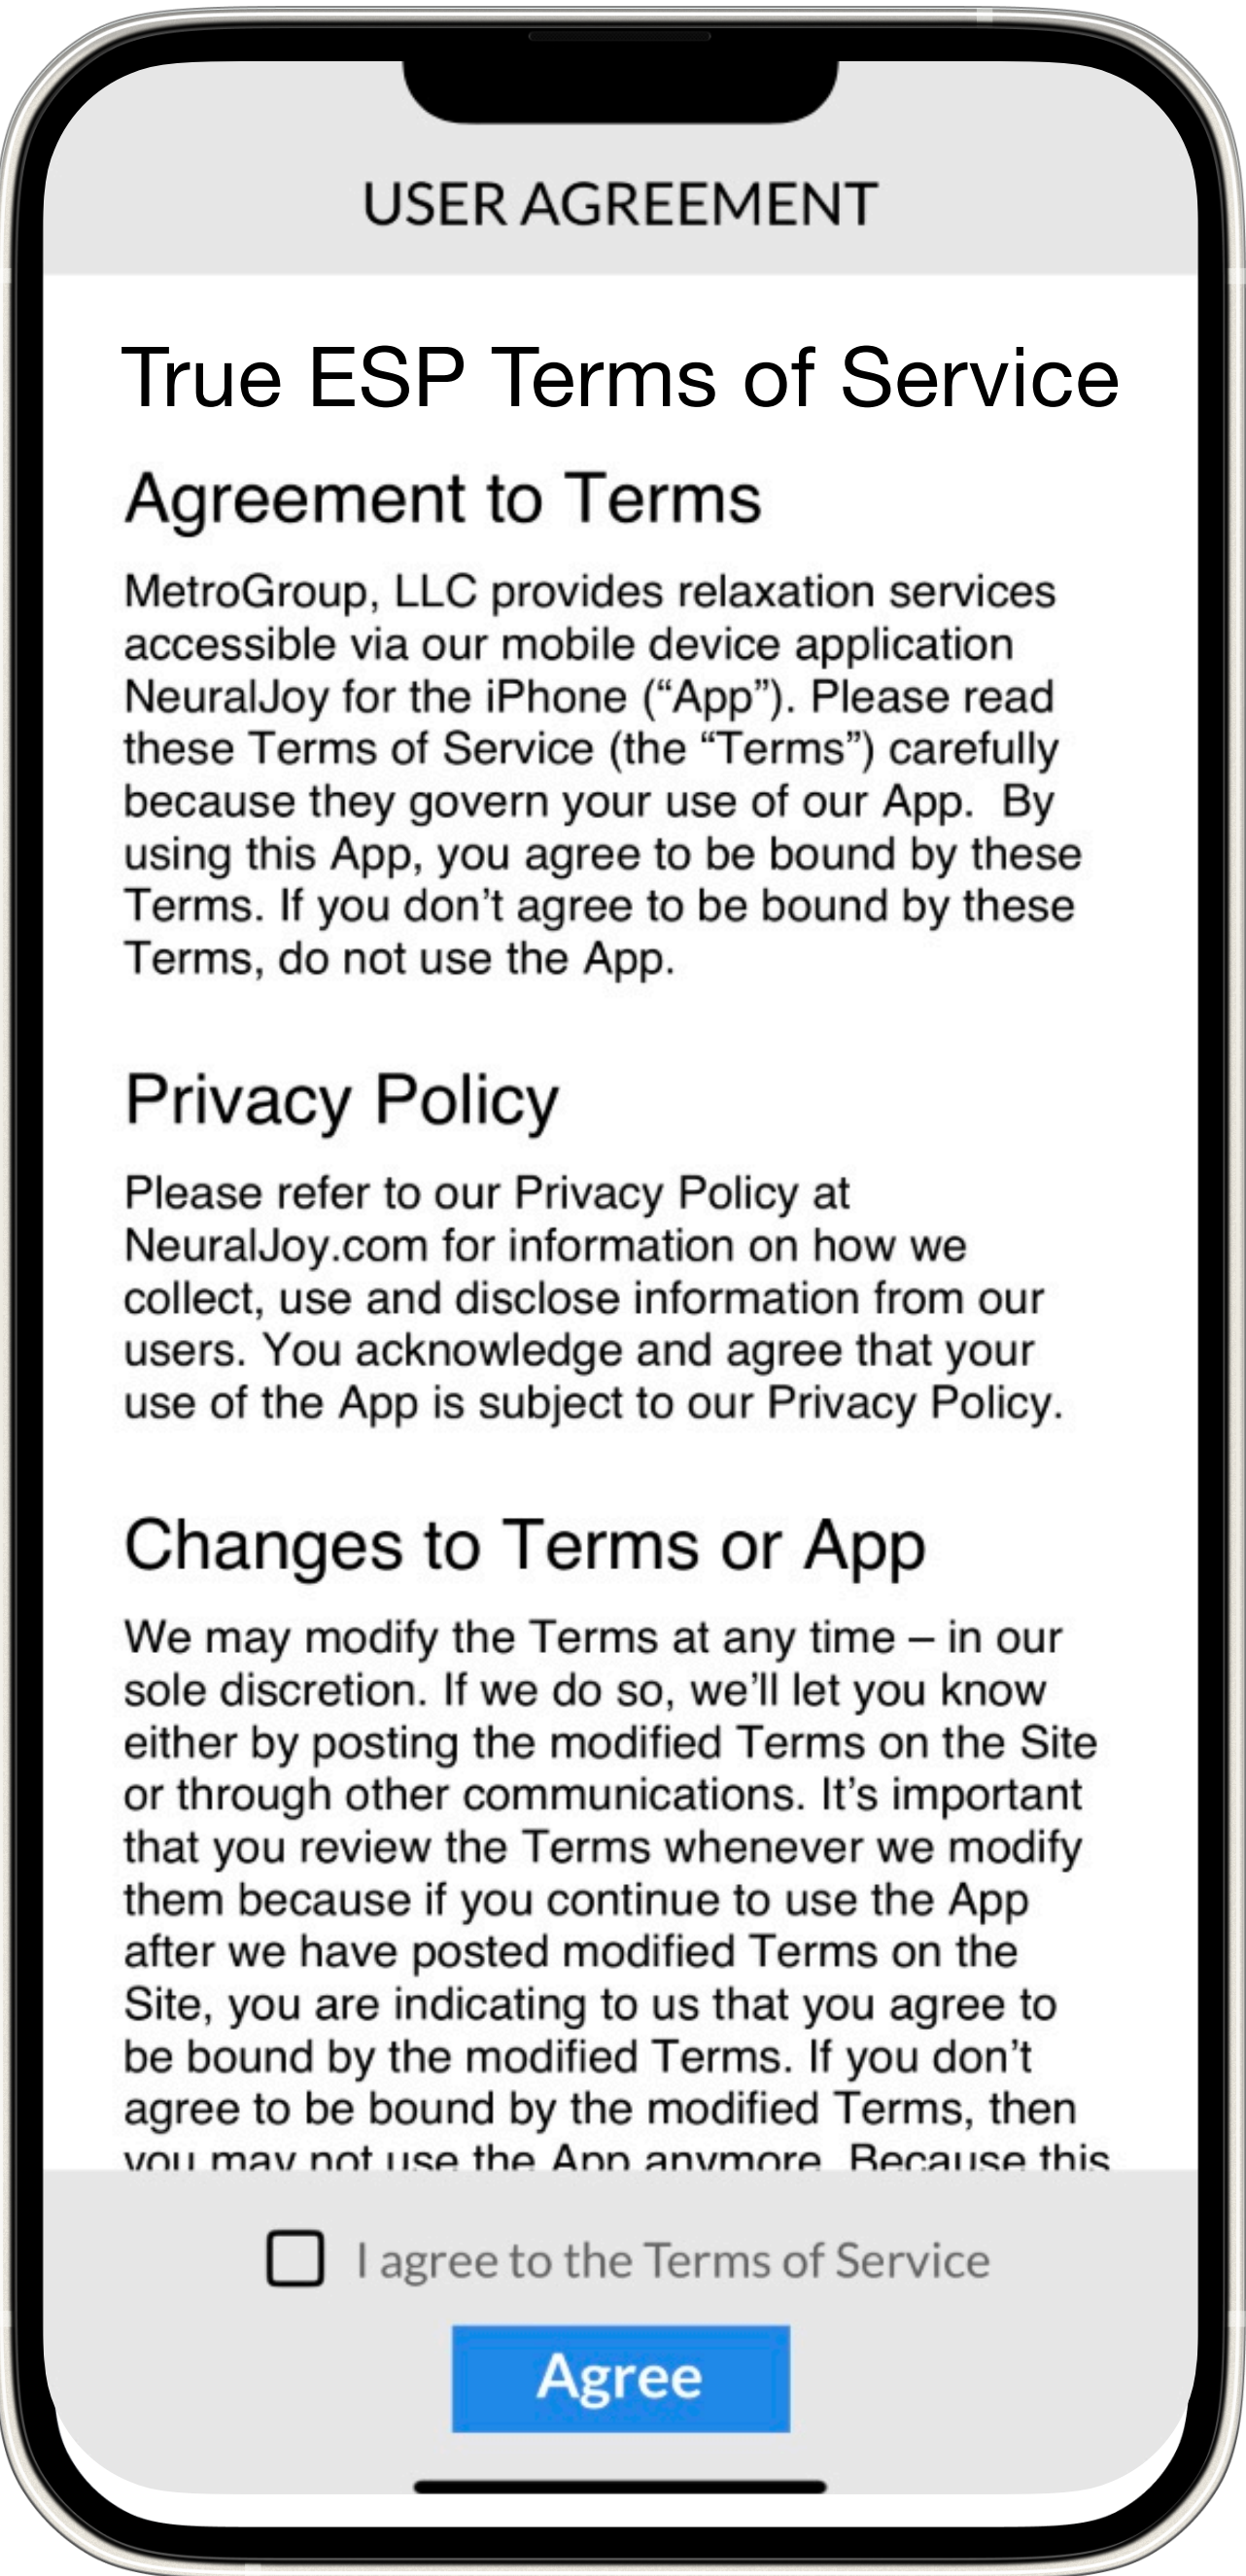 USER AGREEMENT
True ESP Terms of Service
Agreement to Terms
MetroGroup, LLC provides relaxation services
accessible via our mobile device application
NeuralJoy for the iPhone (“App”). Please read
these Terms of Service (the “Terms”) carefully
because they govern your use of our App.  By
using this App, you agree to be bound by these
Terms. If you don’t agree to be bound by these
Terms, do not use the App.
Privacy Policy
Please refer to our Privacy Policy at
NeuralJoy.com for information on how we
collect, use and disclose information from our
users. You acknowledge and agree that your
use of the App is subject to our Privacy Policy.
Changes to Terms or App
We may modify the Terms at any time – in our
sole discretion. If we do so, we’ll let you know
either by posting the modified Terms on the Site
or through other communications. It’s important
that you review the Terms whenever we modify
them because if you continue to use the App
after we have posted modified Terms on the
Site, you are indicating to us that you agree to
be bound by the modified Terms. If you don’t
agree to be bound by the modified Terms, then
you may not use the App anymore. Because this
I agree to the Terms of Service
Agree